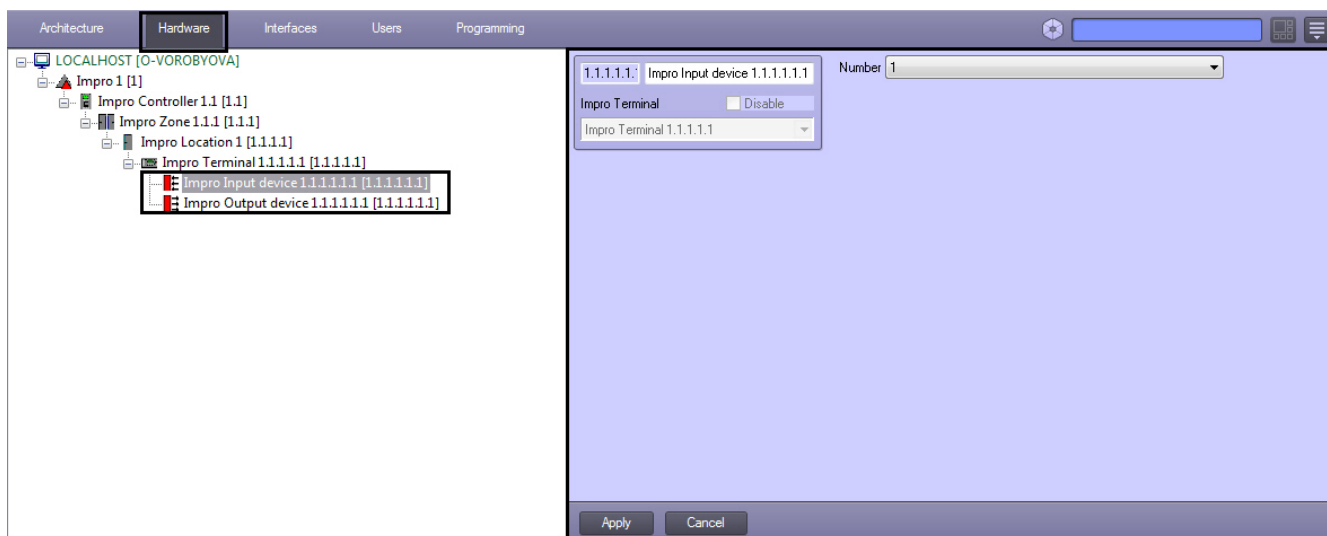 Architecture Hardware Interfaces Users Programming
LOCALHOST [O-VOROBYOVA]
Impro 1 [1]
Impro Controller 1.1 [1.1]
Impro Zone 1.1.1 [1.1.1]
Impro Location 1 [1.1.1.1]
Impro Terminal 1.1.1.1.1 [1.1.1.1.1]
Impro Input device 1.1.1.1.1.1 [1.1.1.1.1.1]
Impro Output device 1.1.1.1.1.1 [1.1.1.1.1.1]
1.1.1.1.1.' Impro Input device 1.1.1.1.1.1 Number 1
Impro Terminal Disable
Impro Terminal 1.1.1.1.1
Apply Cancel